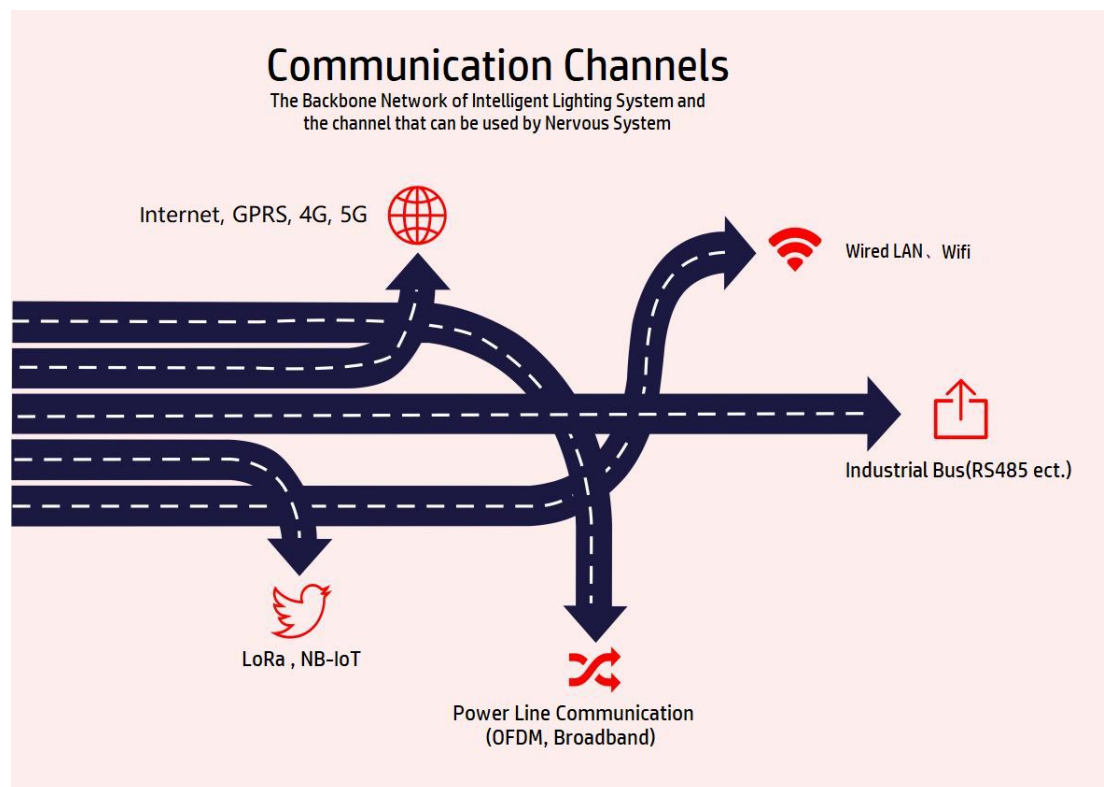 Communication Channels
The Backbone Network of Intelligent Lighting System and
the channel that can be used by Nervous System
Internet, GPRS, 4G, 5G
Wired LAN、Wifi
Industrial Bus(RS485 ect.)
LoRa , NB-IoT
Power Line Communication
(OFDM, Broadband)